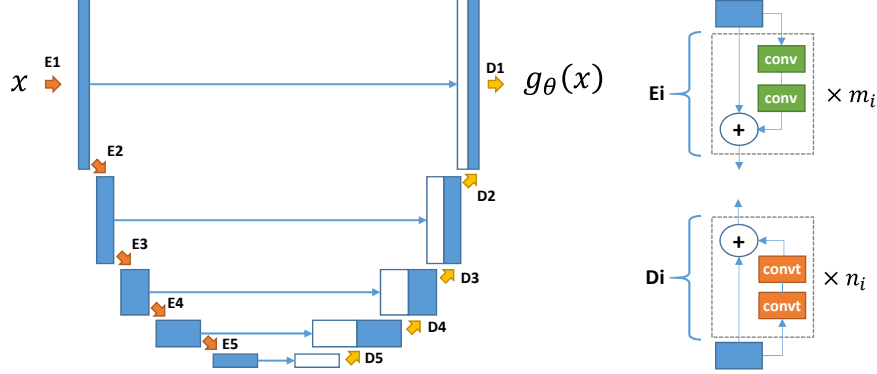 x
E1
D1
g_θ(x)
E2
D2
E3
D3
E4
D4
E5
D5
Ei
conv
conv
× m_i
+
+
Di
convt
convt
× n_i